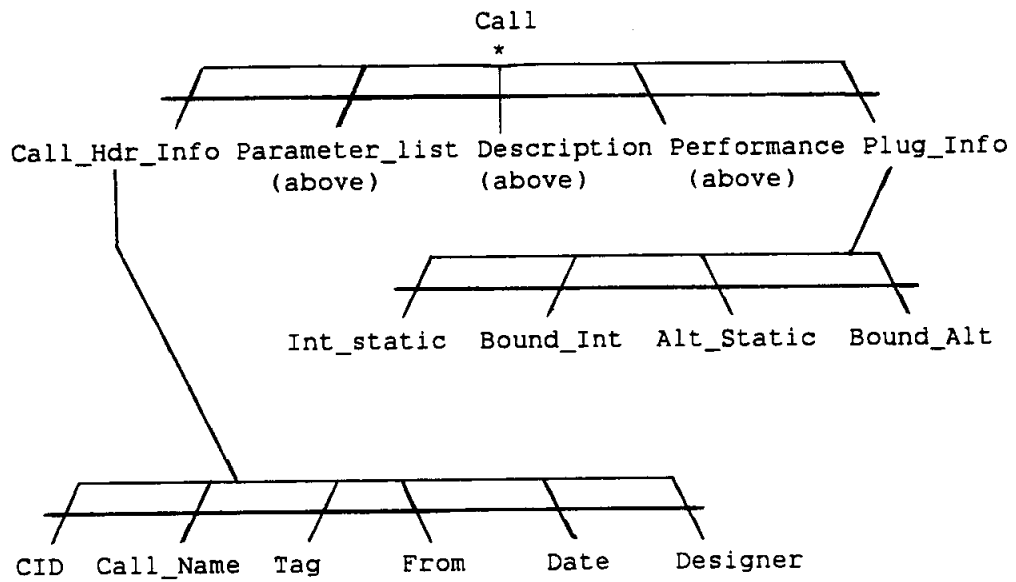 Call
*
Call_Hdr_Info Parameter_list Description Performance Plug_Info
(above) (above) (above)
Int_static Bound_Int Alt_Static Bound_Alt
CID Call_Name Tag From Date Designer